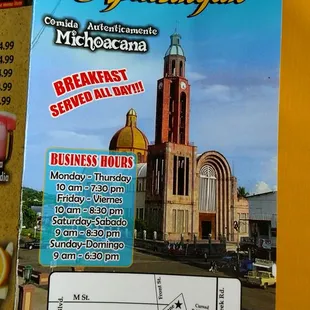 Comida Autenticamente
Michoacana
BREAKFAST
SERVED ALL DAY!!!
BUSINESS HOURS
Monday - Thursday
10 am - 7:30 pm
Friday - Viernes
10 am - 8:30 pm
Saturday-Sabado
9 am - 8:30 pm
Sunday-Domingo
9 am - 6:30 pm
M St.